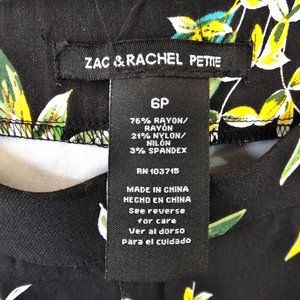 ZAC & RACHEL PETITE
6P
76% RAYON/
RAYÓN
21% NYLON/
NILÓN
3% SPANDEX
RN 103715
MADE IN CHINA
HECHO EN CHINA
See reverse
for care
Ver al dorso
para el cuidado